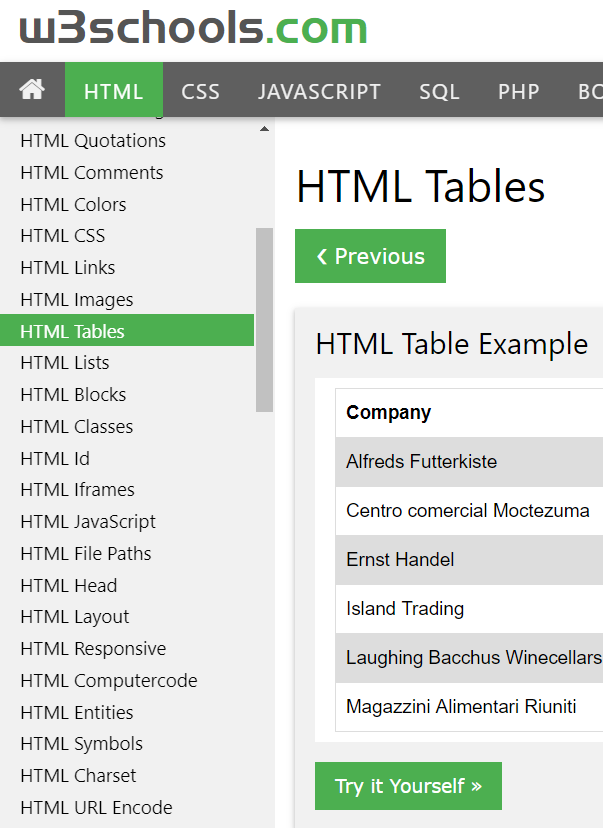 w3schools.com
HTML CSS JAVASCRIPT SQL PHP
HTML Quotations
HTML Comments
HTML Colors
HTML CSS
HTML Links
HTML Images
HTML Tables
HTML Lists
HTML Blocks
HTML Classes
HTML Id
HTML Iframes
HTML JavaScript
HTML File Paths
HTML Head
HTML Layout
HTML Responsive
HTML Computercode
HTML Entities
HTML Symbols
HTML Charset
HTML URL Encode
HTML Tables
❮ Previous
HTML Table Example
Company
Alfreds Futterkiste
Centro comercial Moctezuma
Ernst Handel
Island Trading
Laughing Bacchus Winecellars
Magazzini Alimentari Riuniti
Try it Yourself »